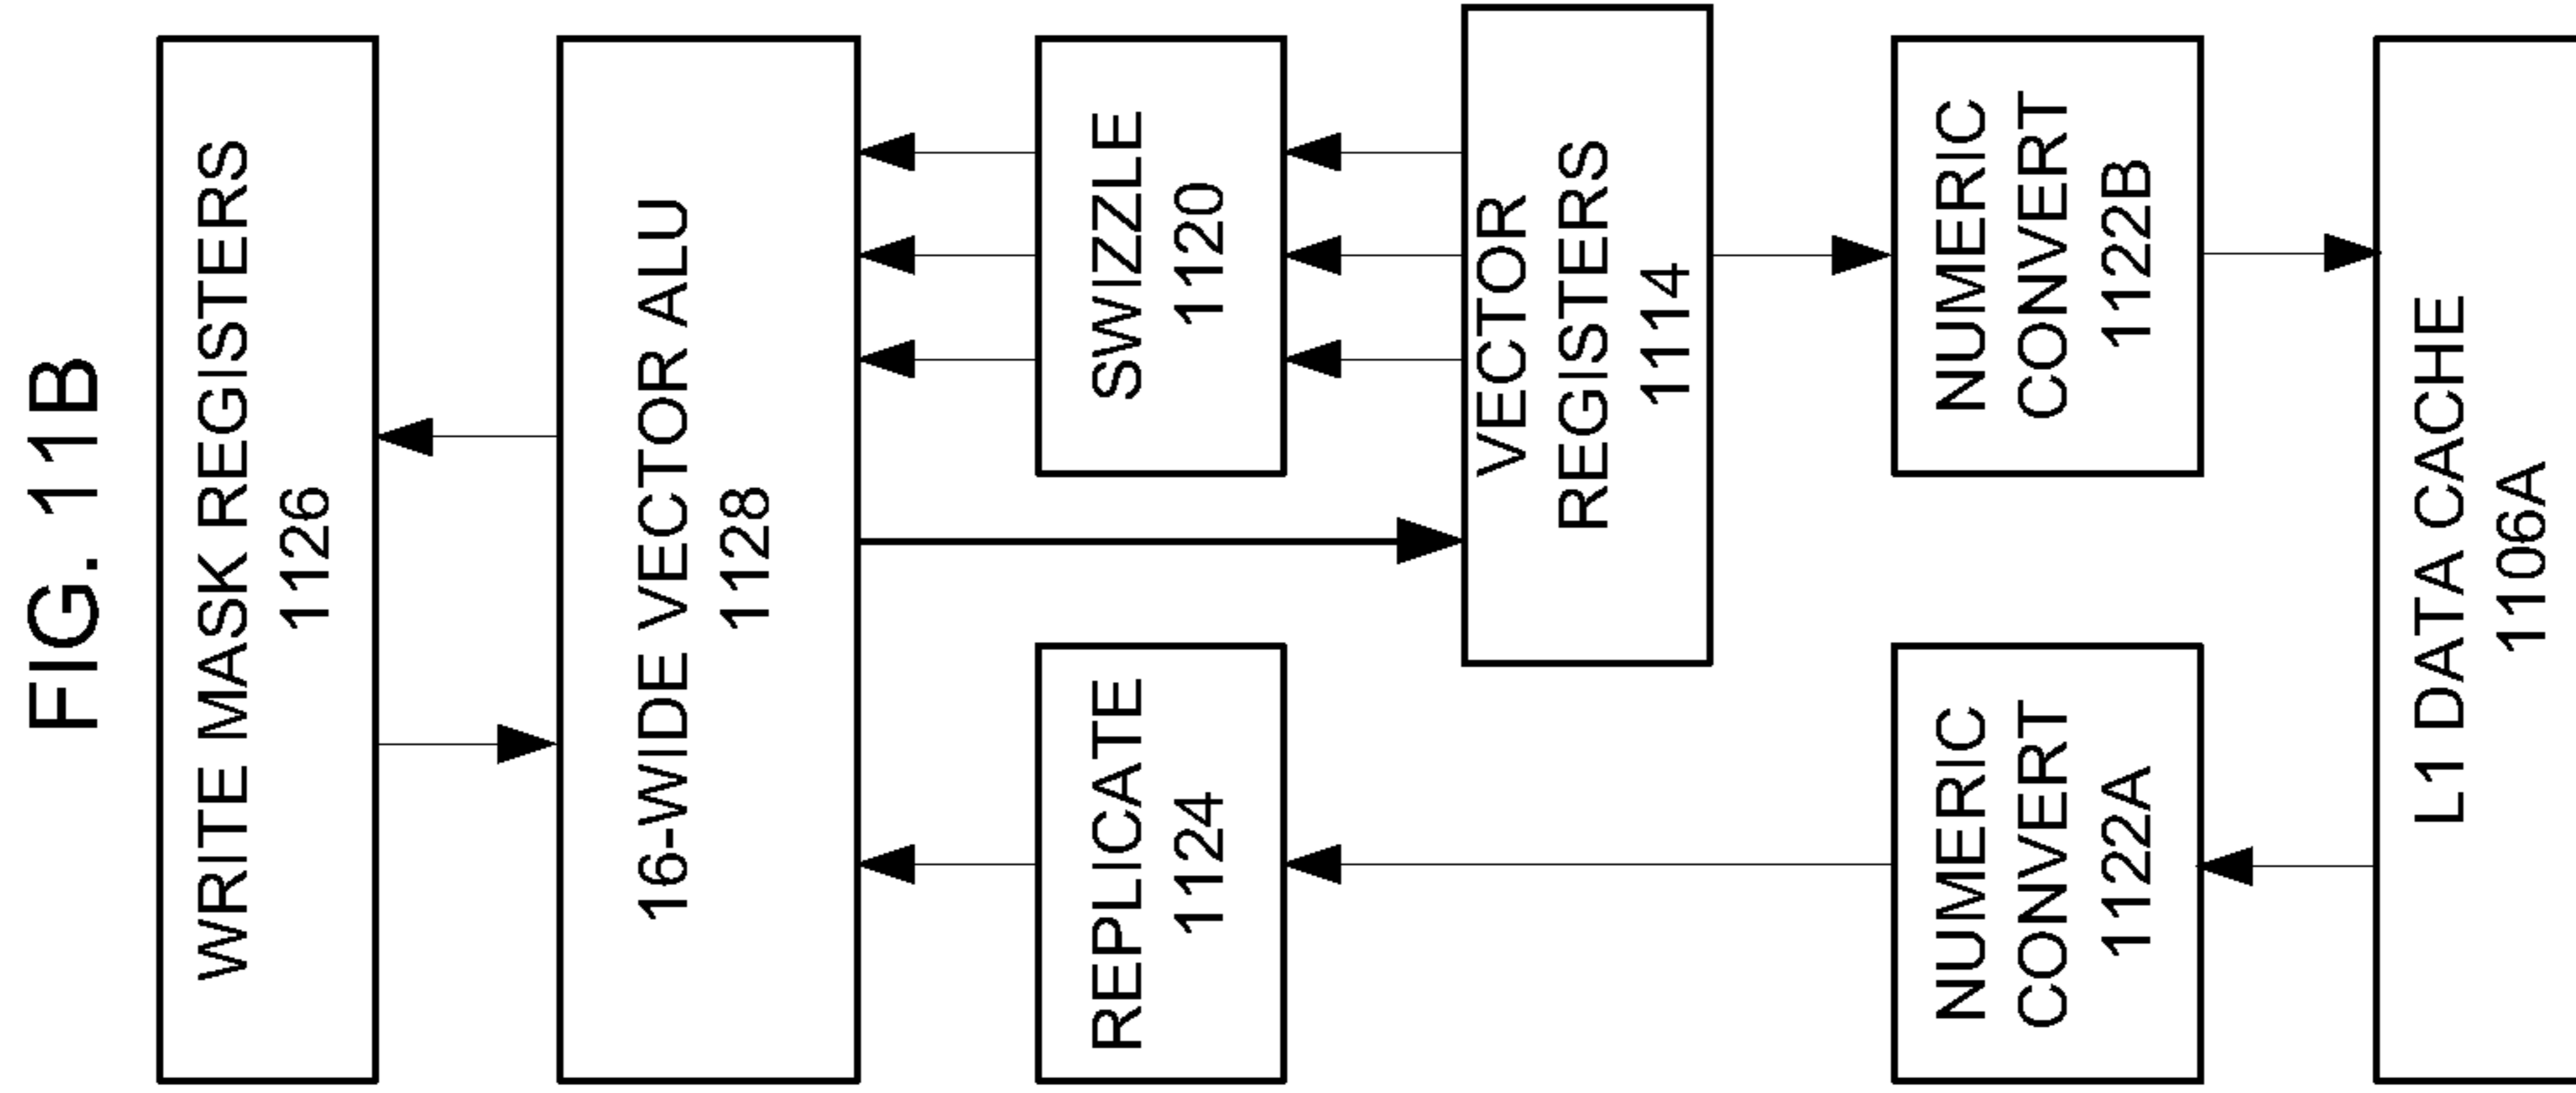 FIG. 11B
WRITE MASK REGISTERS
1126
16-WIDE VECTOR ALU
1128
REPLICATE
1124
SWIZZLE
1120
VECTOR
REGISTERS
1114
NUMERIC
CONVERT
1122A
NUMERIC
CONVERT
1122B
L1 DATA CACHE
1106A